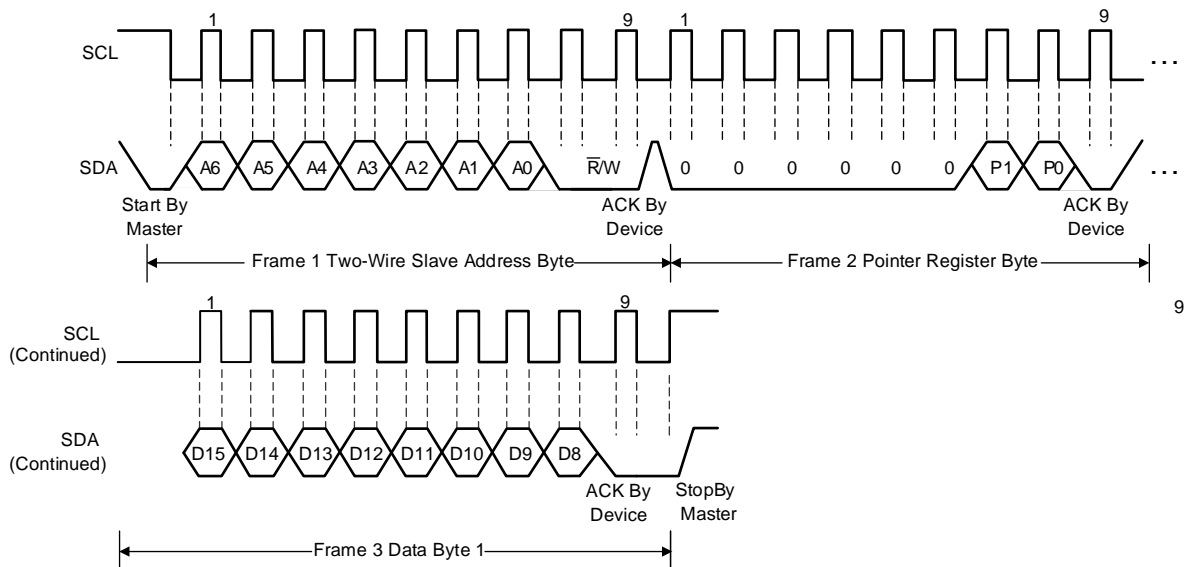 1 9 1 9
SCL ...
SDA A6 A5 A4 A3 A2 A1 A0 R̅/W 0 0 0 0 0 0 P1 P0 ...
Start By Master
ACK By Device
ACK By Device
Frame 1 Two-Wire Slave Address Byte
Frame 2 Pointer Register Byte
1 9 9
SCL (Continued)
SDA (Continued) D15 D14 D13 D12 D11 D10 D9 D8
ACK By Device
StopBy Master
Frame 3 Data Byte 1